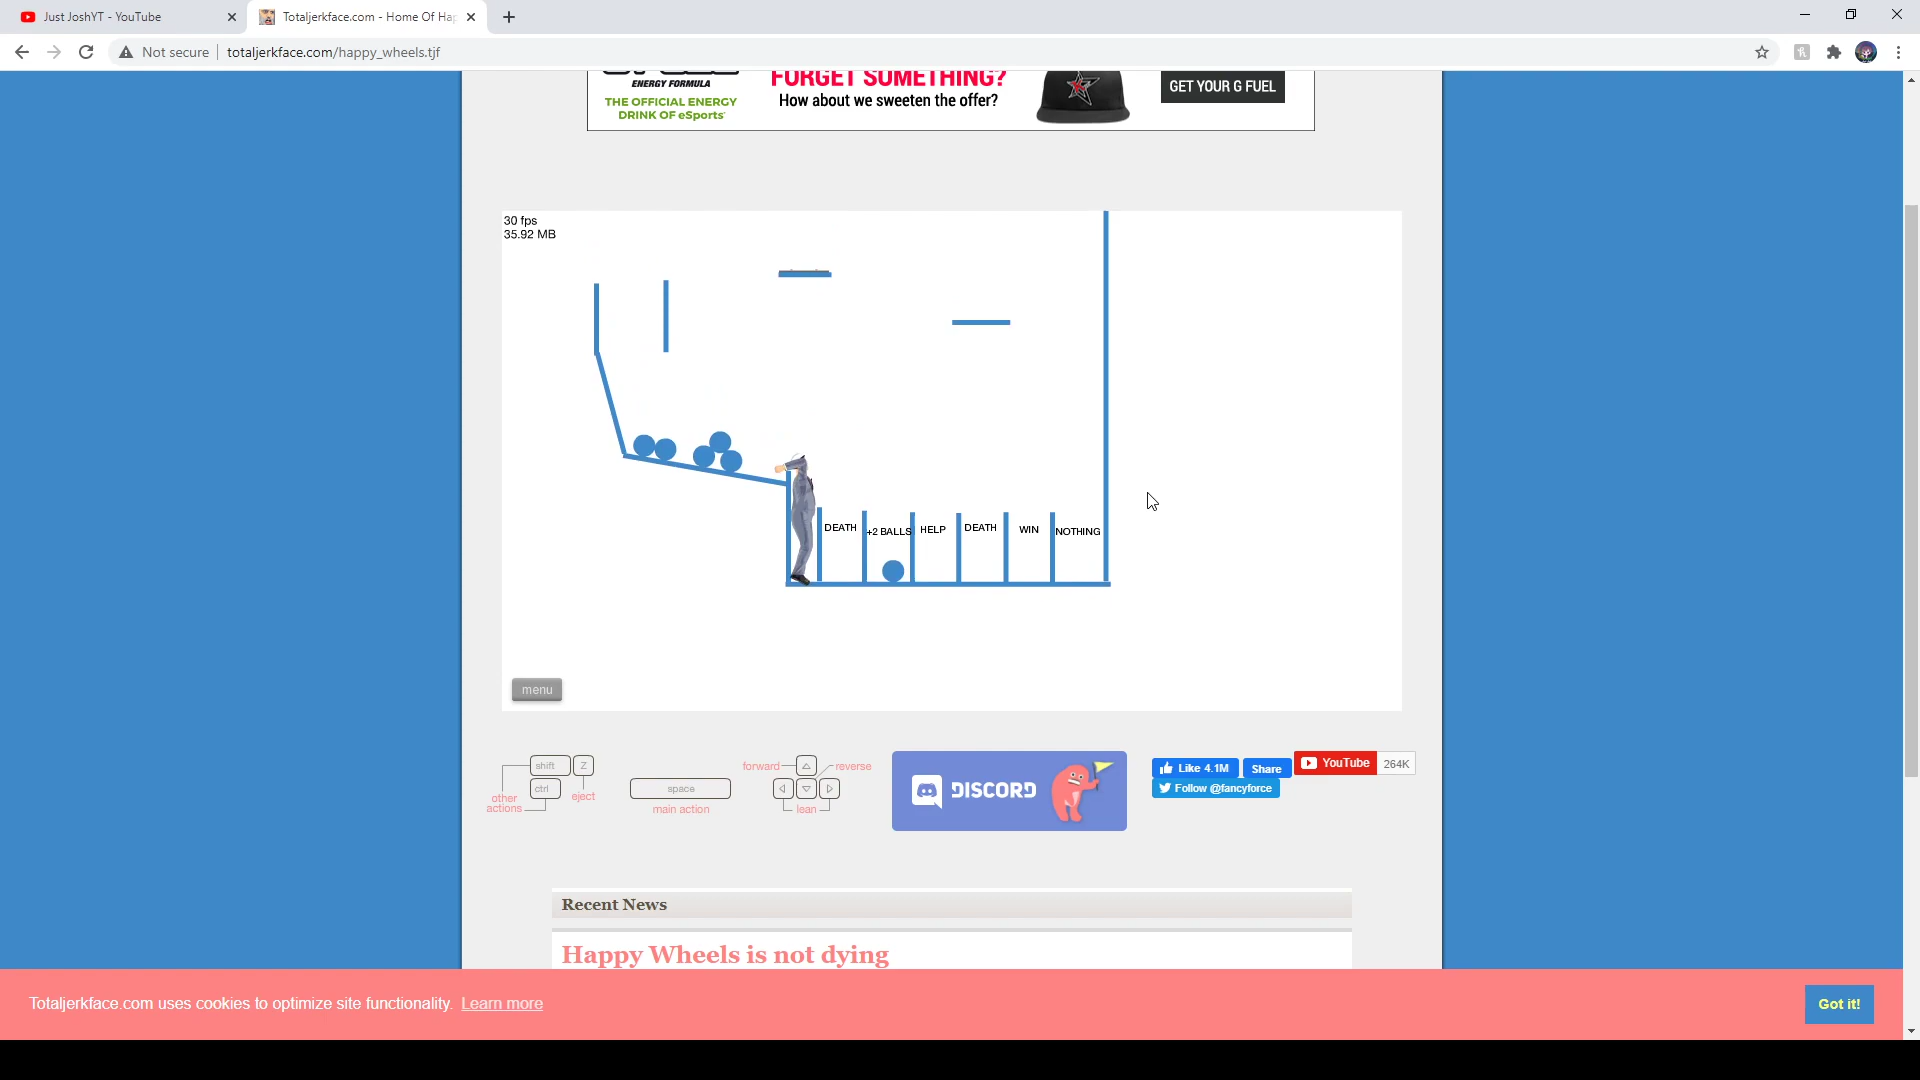 Just JoshYT - YouTube
Totaljerkface.com - Home Of Hap
Not secure
totaljerkface.com/happy_wheels.tjf
ENERGY FORMULA
THE OFFICIAL ENERGY
DRINK OF eSports
FORGET SOMETHING?
How about we sweeten the offer?
GET YOUR G FUEL
30 fps
35.92 MB
DEATH
+2 BALLS
HELP
DEATH
WIN
NOTHING
menu
shift
Z
ctrl
other
actions
eject
space
main action
forward
reverse
lean
DISCORD
Like 4.1M
Share
YouTube
264K
Follow @fancyforce
Recent News
Happy Wheels is not dying
Totaljerkface.com uses cookies to optimize site functionality. Learn more
Got it!